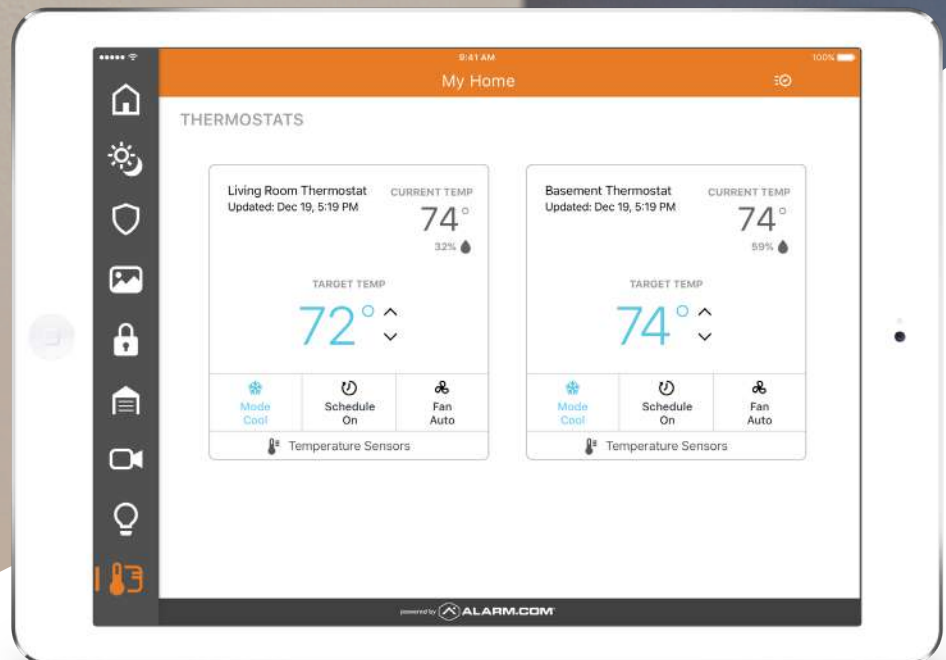 9:41 AM
100%
My Home
THERMOSTATS
Living Room Thermostat
Updated: Dec 19, 5:19 PM
CURRENT TEMP
74°
32%
TARGET TEMP
72°
Mode
Cool
Schedule
On
Fan
Auto
Temperature Sensors
Basement Thermostat
Updated: Dec 19, 5:19 PM
CURRENT TEMP
74°
59%
TARGET TEMP
74°
Mode
Cool
Schedule
On
Fan
Auto
Temperature Sensors
powered by ALARM.COM